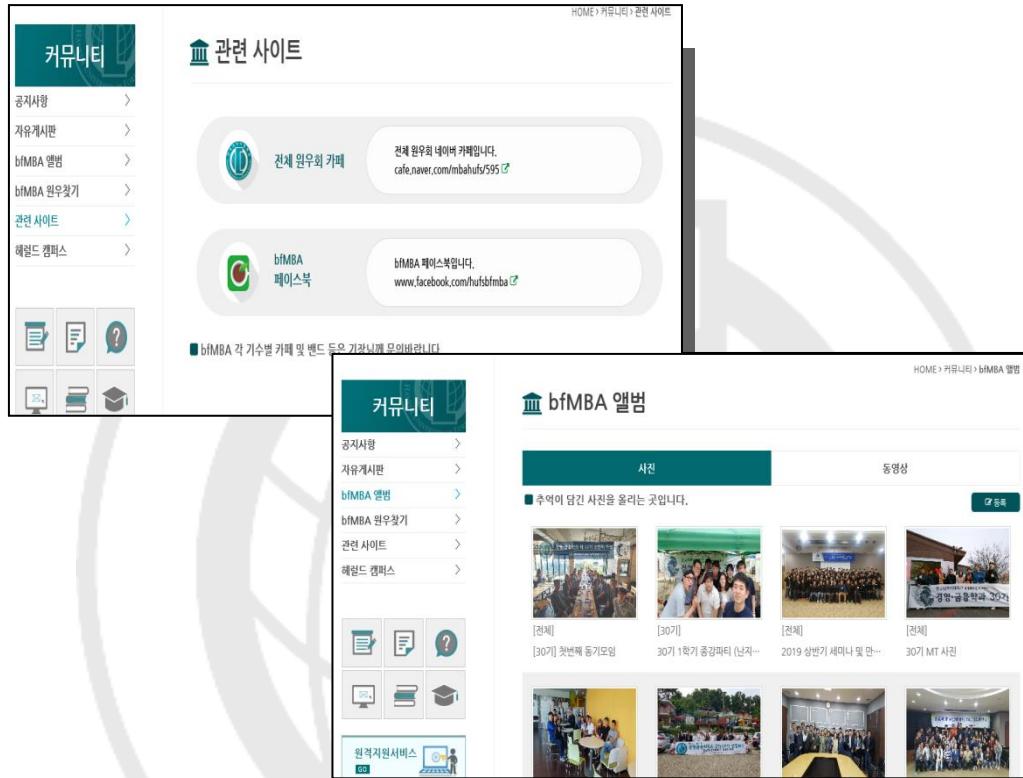 HOME > 커뮤니티 > 관련 사이트
커뮤니티
관련 사이트
공지사항
자유게시판
bfMBA 앨범
bfMBA 원우찾기
관련 사이트
헤럴드 캠퍼스
전체 원우회 카페
전체 원우회 네이버 카페입니다.
cafe.naver.com/mbahufs/595
bfMBA
페이스북
bfMBA 페이스북입니다.
www.facebook.com/hufsbfmba
bfMBA 각 기수별 카페 및 밴드 등은 기장님께 문의바랍니다
HOME > 커뮤니티 > bfMBA 앨범
커뮤니티
bfMBA 앨범
공지사항
자유게시판
bfMBA 앨범
bfMBA 원우찾기
관련 사이트
헤럴드 캠퍼스
사진
동영상
추억이 담긴 사진을 올리는 곳입니다.
등록
경영·금융학과 30기
[전체]
[30기] 첫번째 동기모임
[30기]
30기 1학기 종강파티 (난지···
[전체]
2019 상반기 세미나 및 만···
[전체]
30기 MT 사진
원격지원서비스
GO